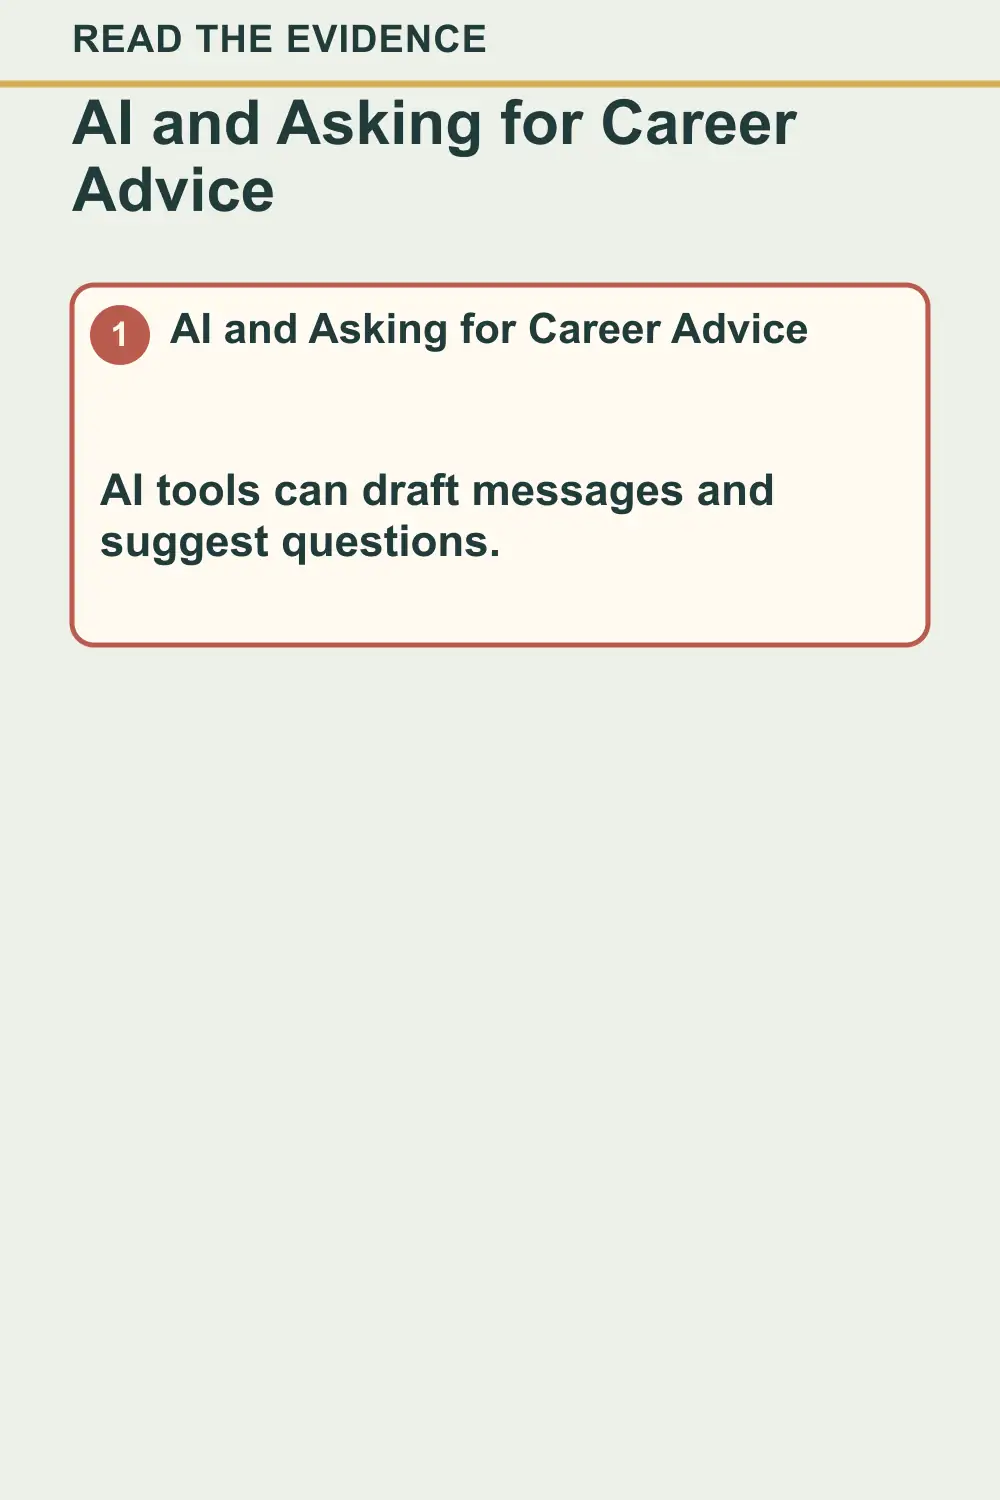 READ THE EVIDENCE
AI and Asking for Career
Advice
1 AI and Asking for Career Advice
AI tools can draft messages and
suggest questions.